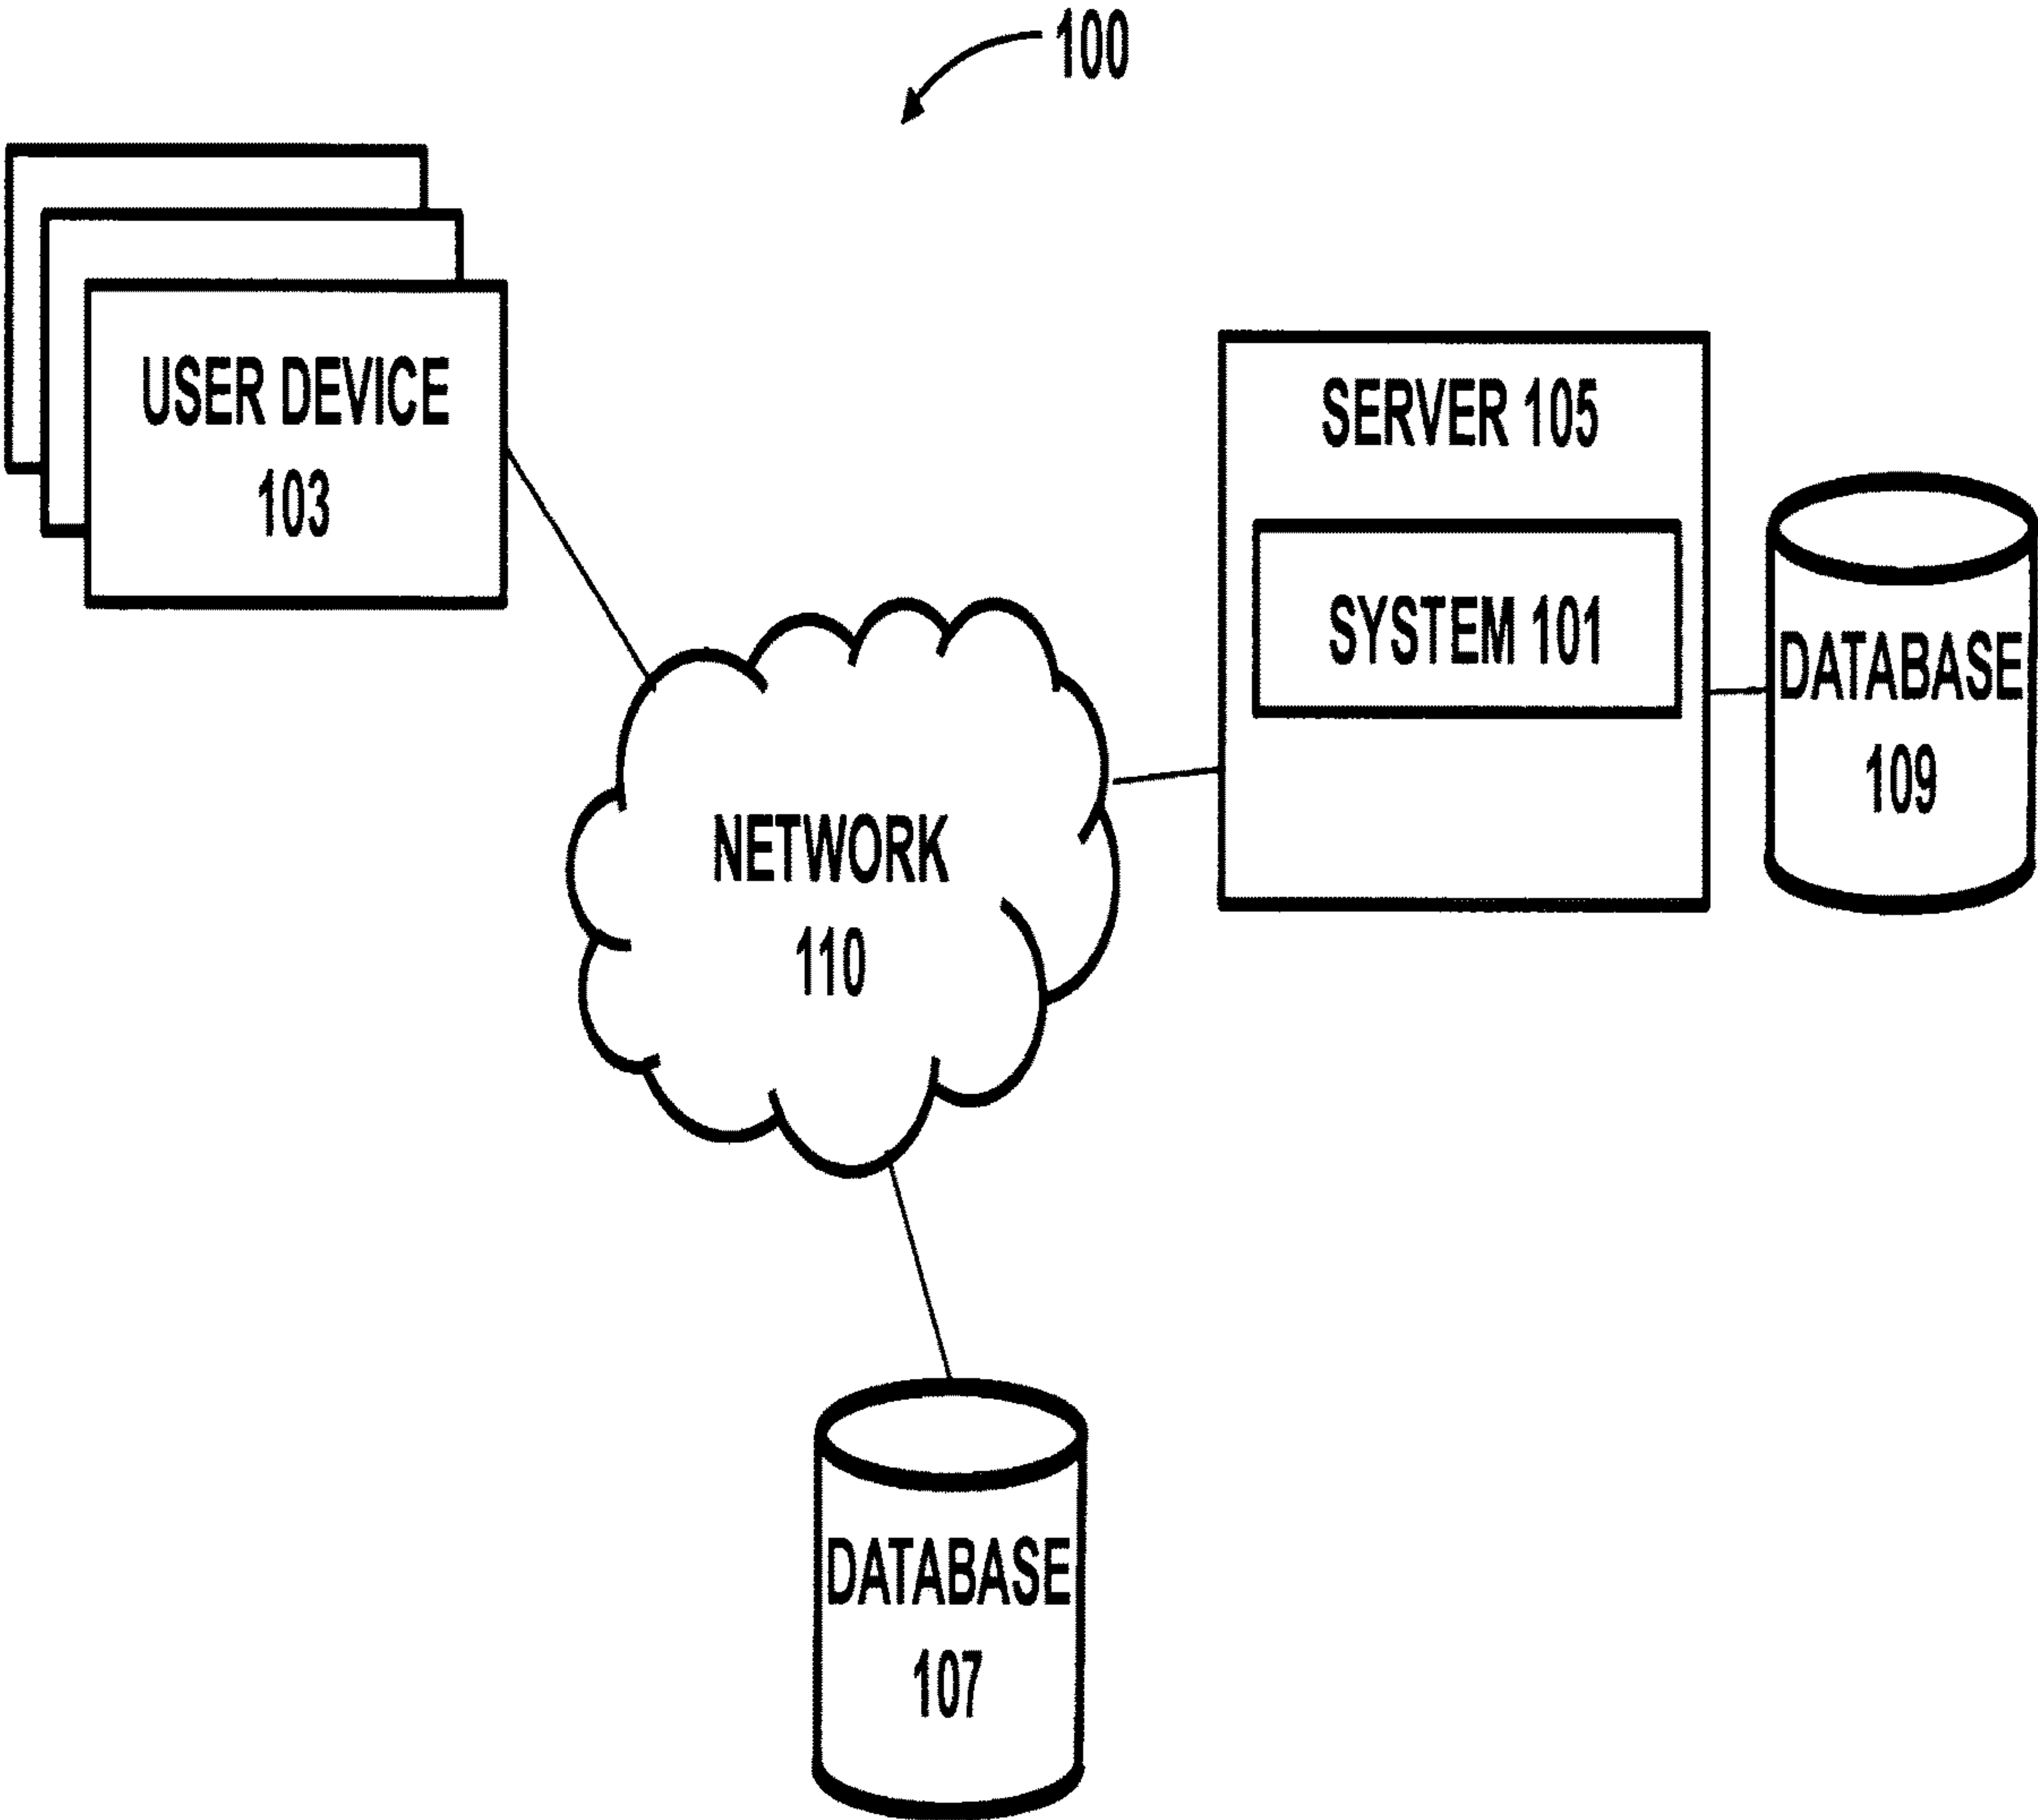 100
USER DEVICE
103
SERVER 105
SYSTEM 101
DATABASE
109
NETWORK
110
DATABASE
107